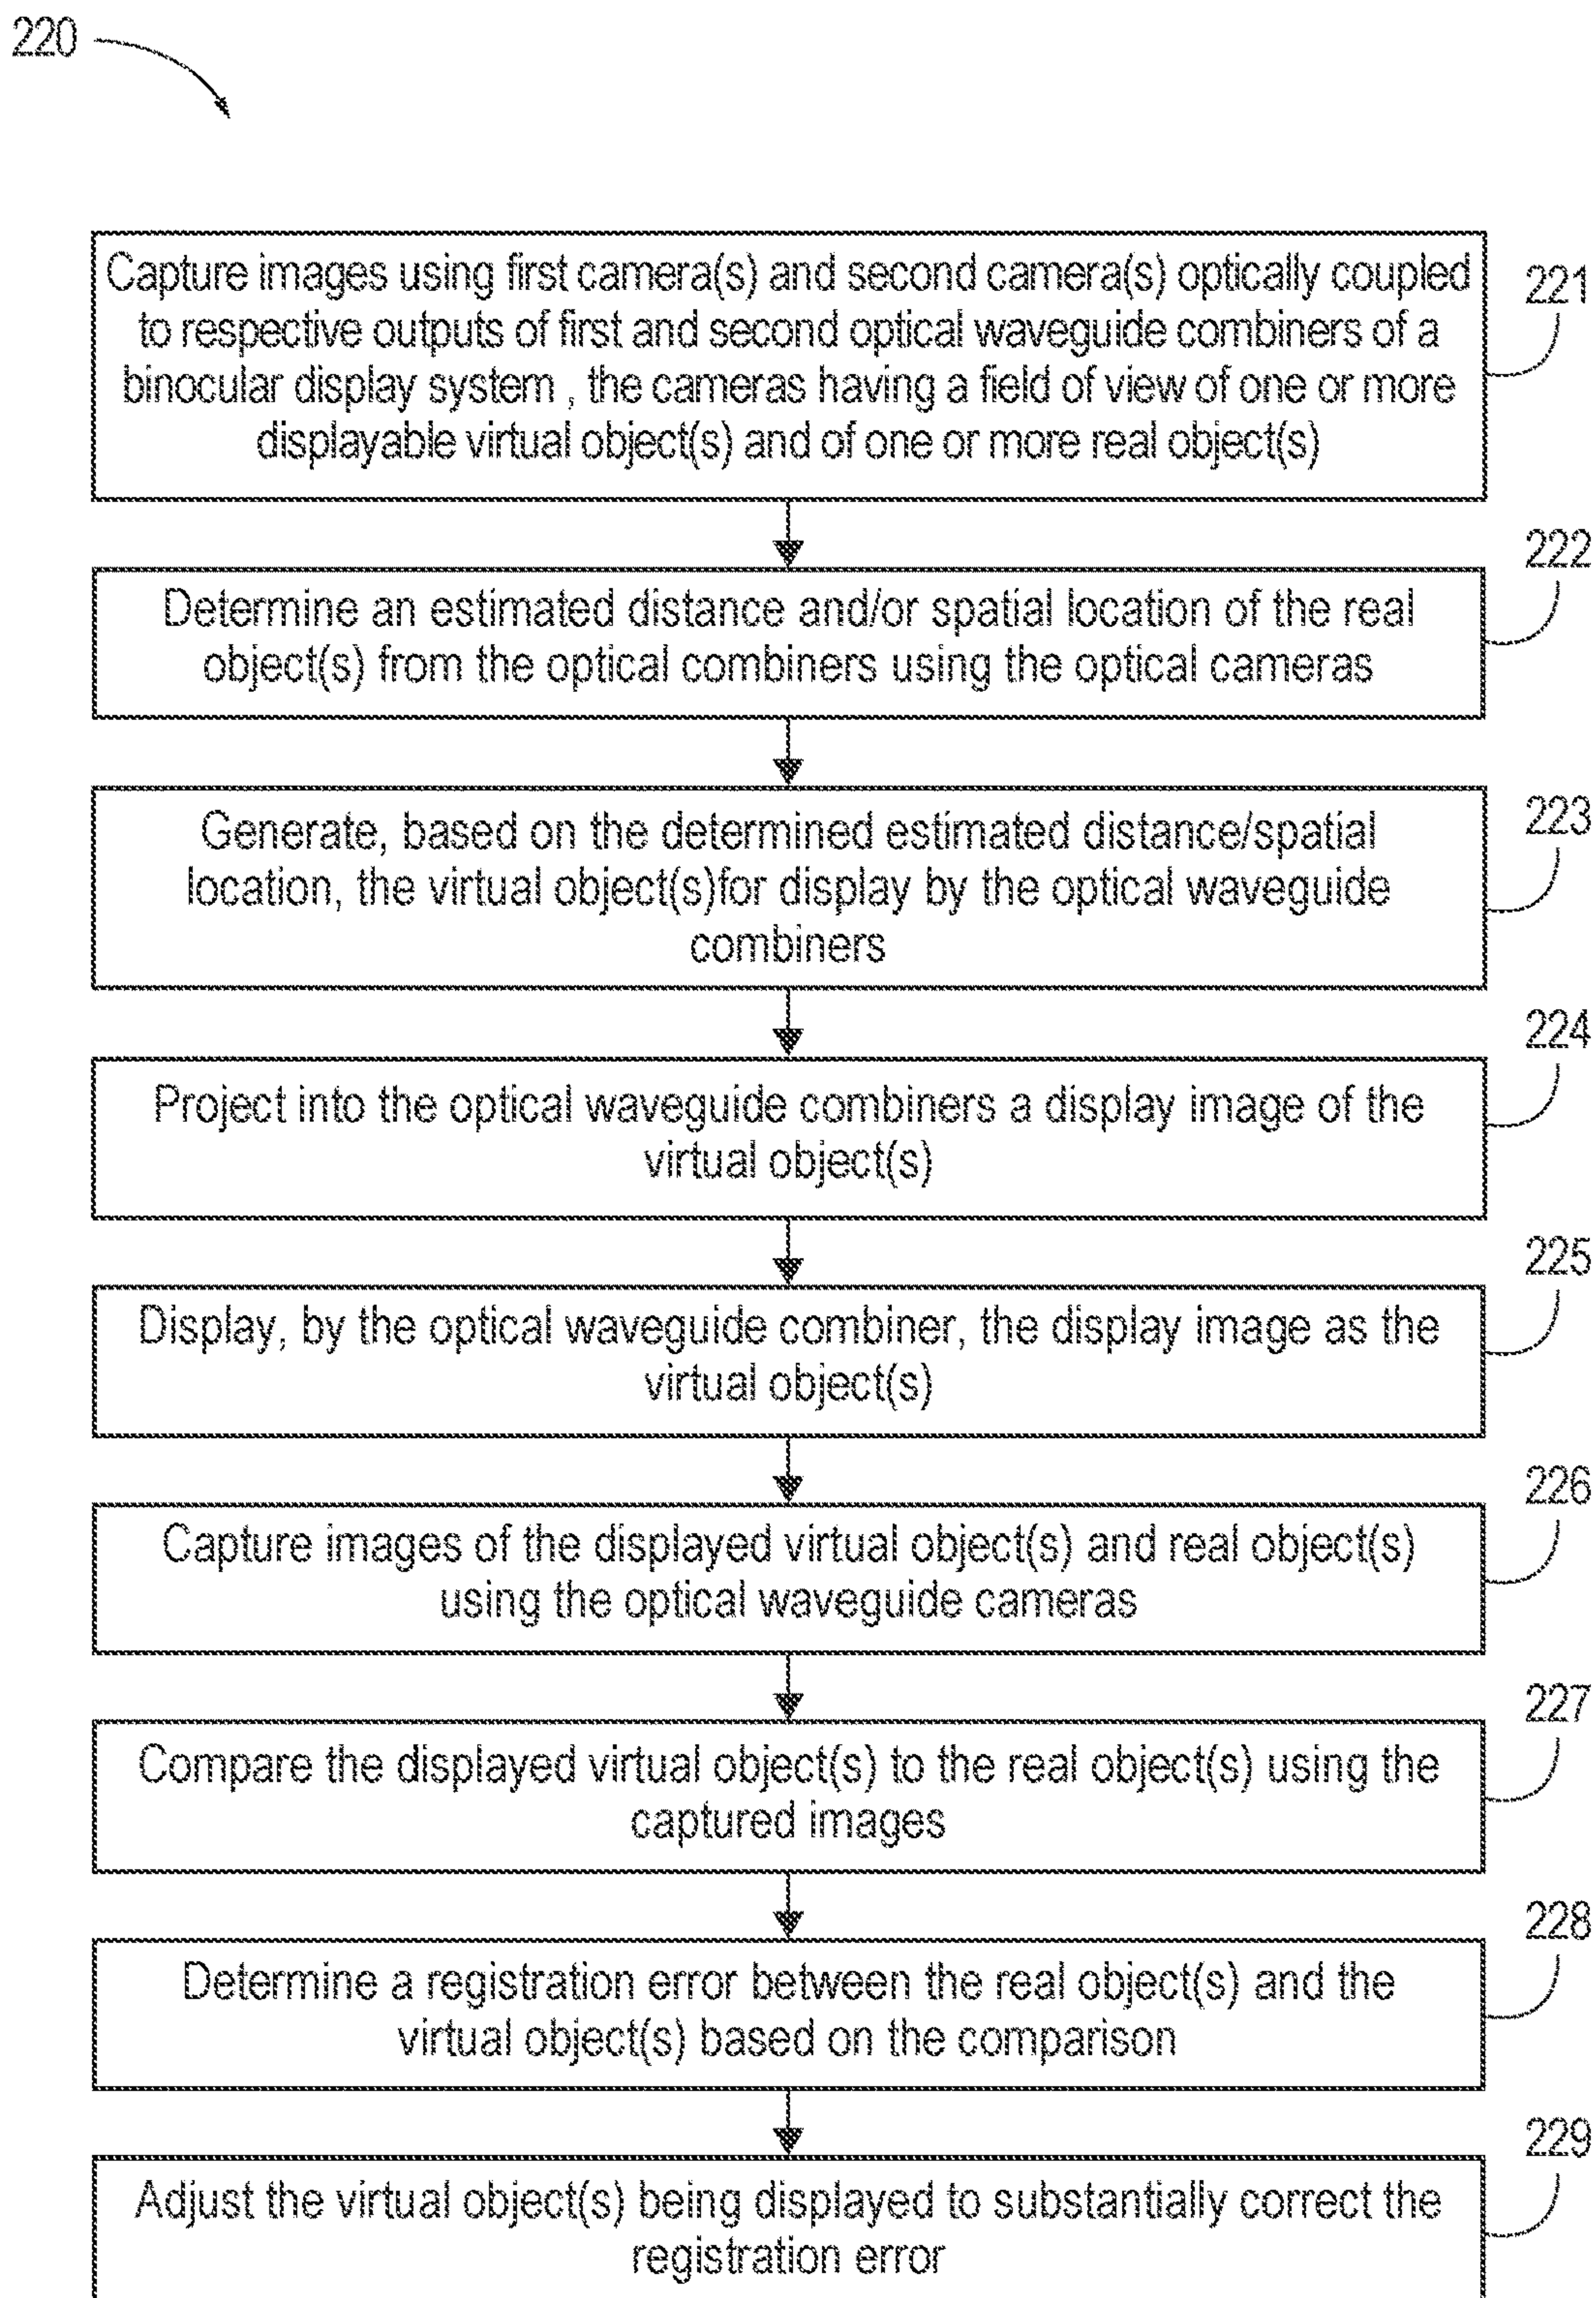 220
Capture images using first camera(s) and second camera(s) optically coupled
to respective outputs of first and second optical waveguide combiners of a
binocular display system , the cameras having a field of view of one or more
displayable virtual object(s) and of one or more real object(s)
221
Determine an estimated distance and/or spatial location of the real
object(s) from the optical combiners using the optical cameras
222
Generate, based on the determined estimated distance/spatial
location, the virtual object(s)for display by the optical waveguide
combiners
223
Project into the optical waveguide combiners a display image of the
virtual object(s)
224
Display, by the optical waveguide combiner, the display image as the
virtual object(s)
225
Capture images of the displayed virtual object(s) and real object(s)
using the optical waveguide cameras
226
Compare the displayed virtual object(s) to the real object(s) using the
captured images
227
Determine a registration error between the real object(s) and the
virtual object(s) based on the comparison
228
Adjust the virtual object(s) being displayed to substantially correct the
registration error
229